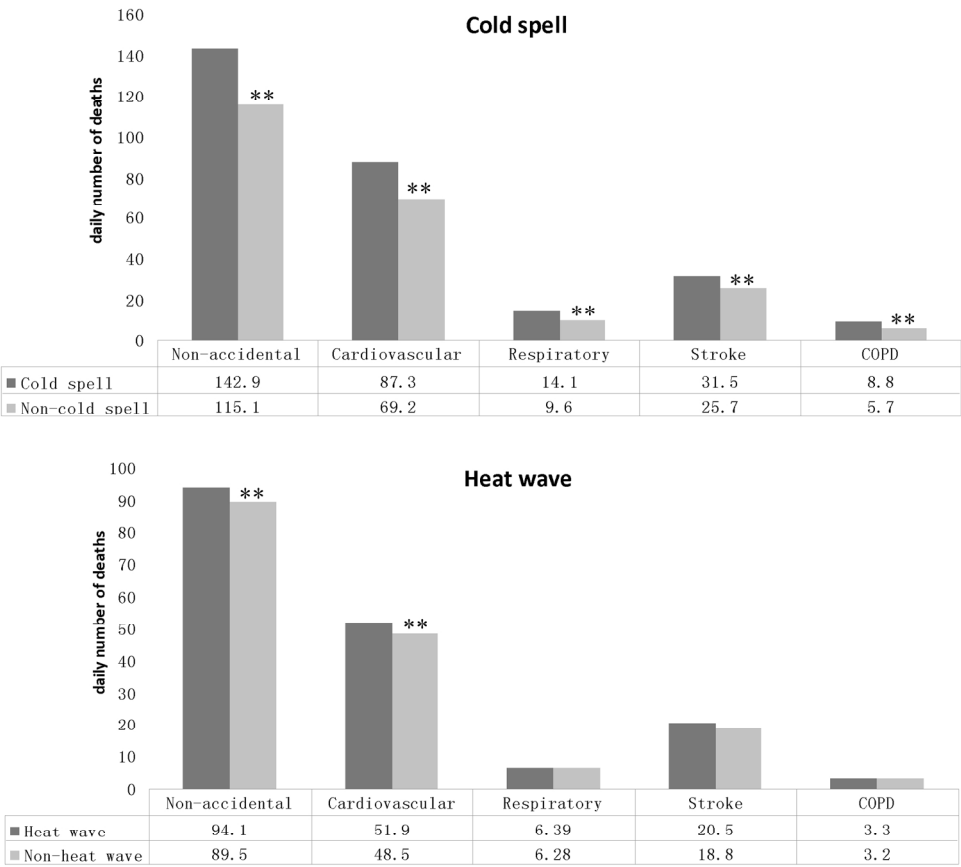 Cold spell
daily number of deaths
160
140
120
100
80
60
40
20
0
**
**
**
**
**
Non-accidental Cardiovascular Respiratory Stroke COPD
Cold spell 142.9 87.3 14.1 31.5 8.8
Non-cold spell 115.1 69.2 9.6 25.7 5.7
Heat wave
daily number of deaths
100
90
80
70
60
50
40
30
20
10
0
**
**
Non-accidental Cardiovascular Respiratory Stroke COPD
Heat wave 94.1 51.9 6.39 20.5 3.3
Non-heat wave 89.5 48.5 6.28 18.8 3.2